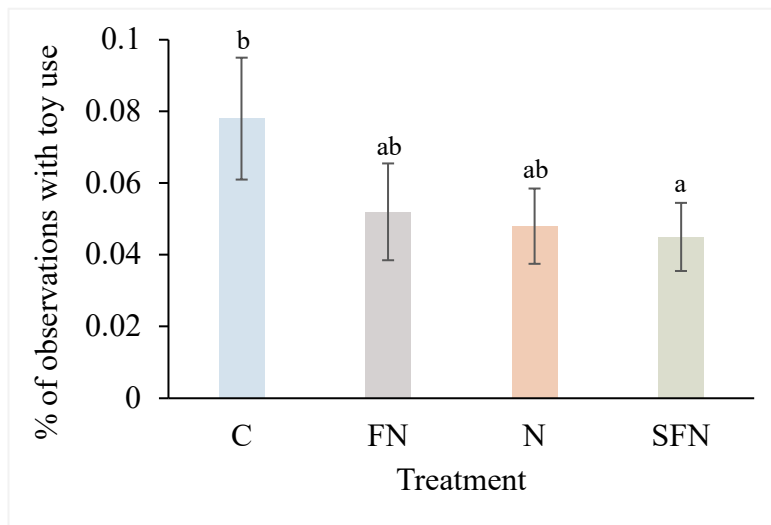 % of observations with toy use
0.1
0.08
0.06
0.04
0.02
0
b
ab
ab
a
C FN N SFN
Treatment